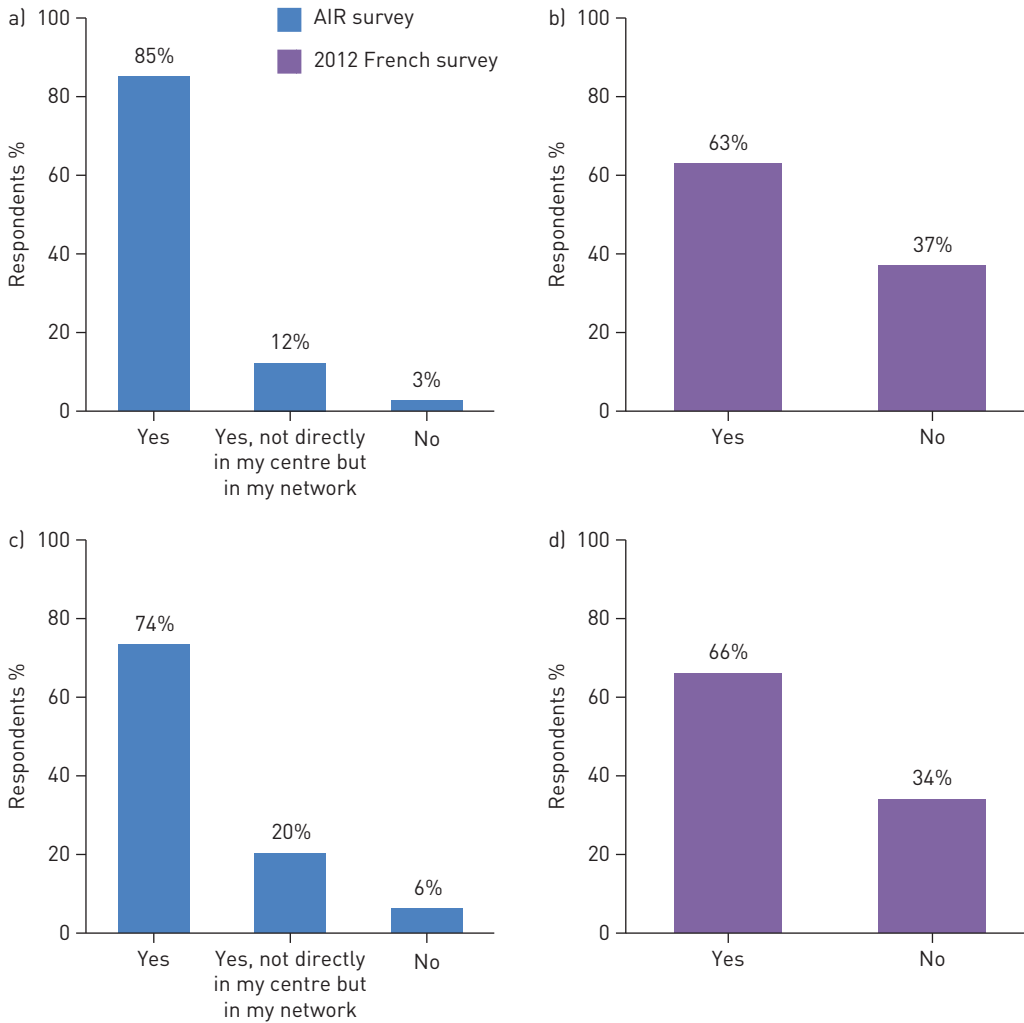 a)
AIR survey
2012 French survey
Respondents %
100
80
60
40
20
0
85%
12%
3%
Yes
Yes, not directly
in my centre but
in my network
No
b)
Respondents %
100
80
60
40
20
0
63%
37%
Yes
No
c)
Respondents %
100
80
60
40
20
0
74%
20%
6%
Yes
Yes, not directly
in my centre but
in my network
No
d)
Respondents %
100
80
60
40
20
0
66%
34%
Yes
No